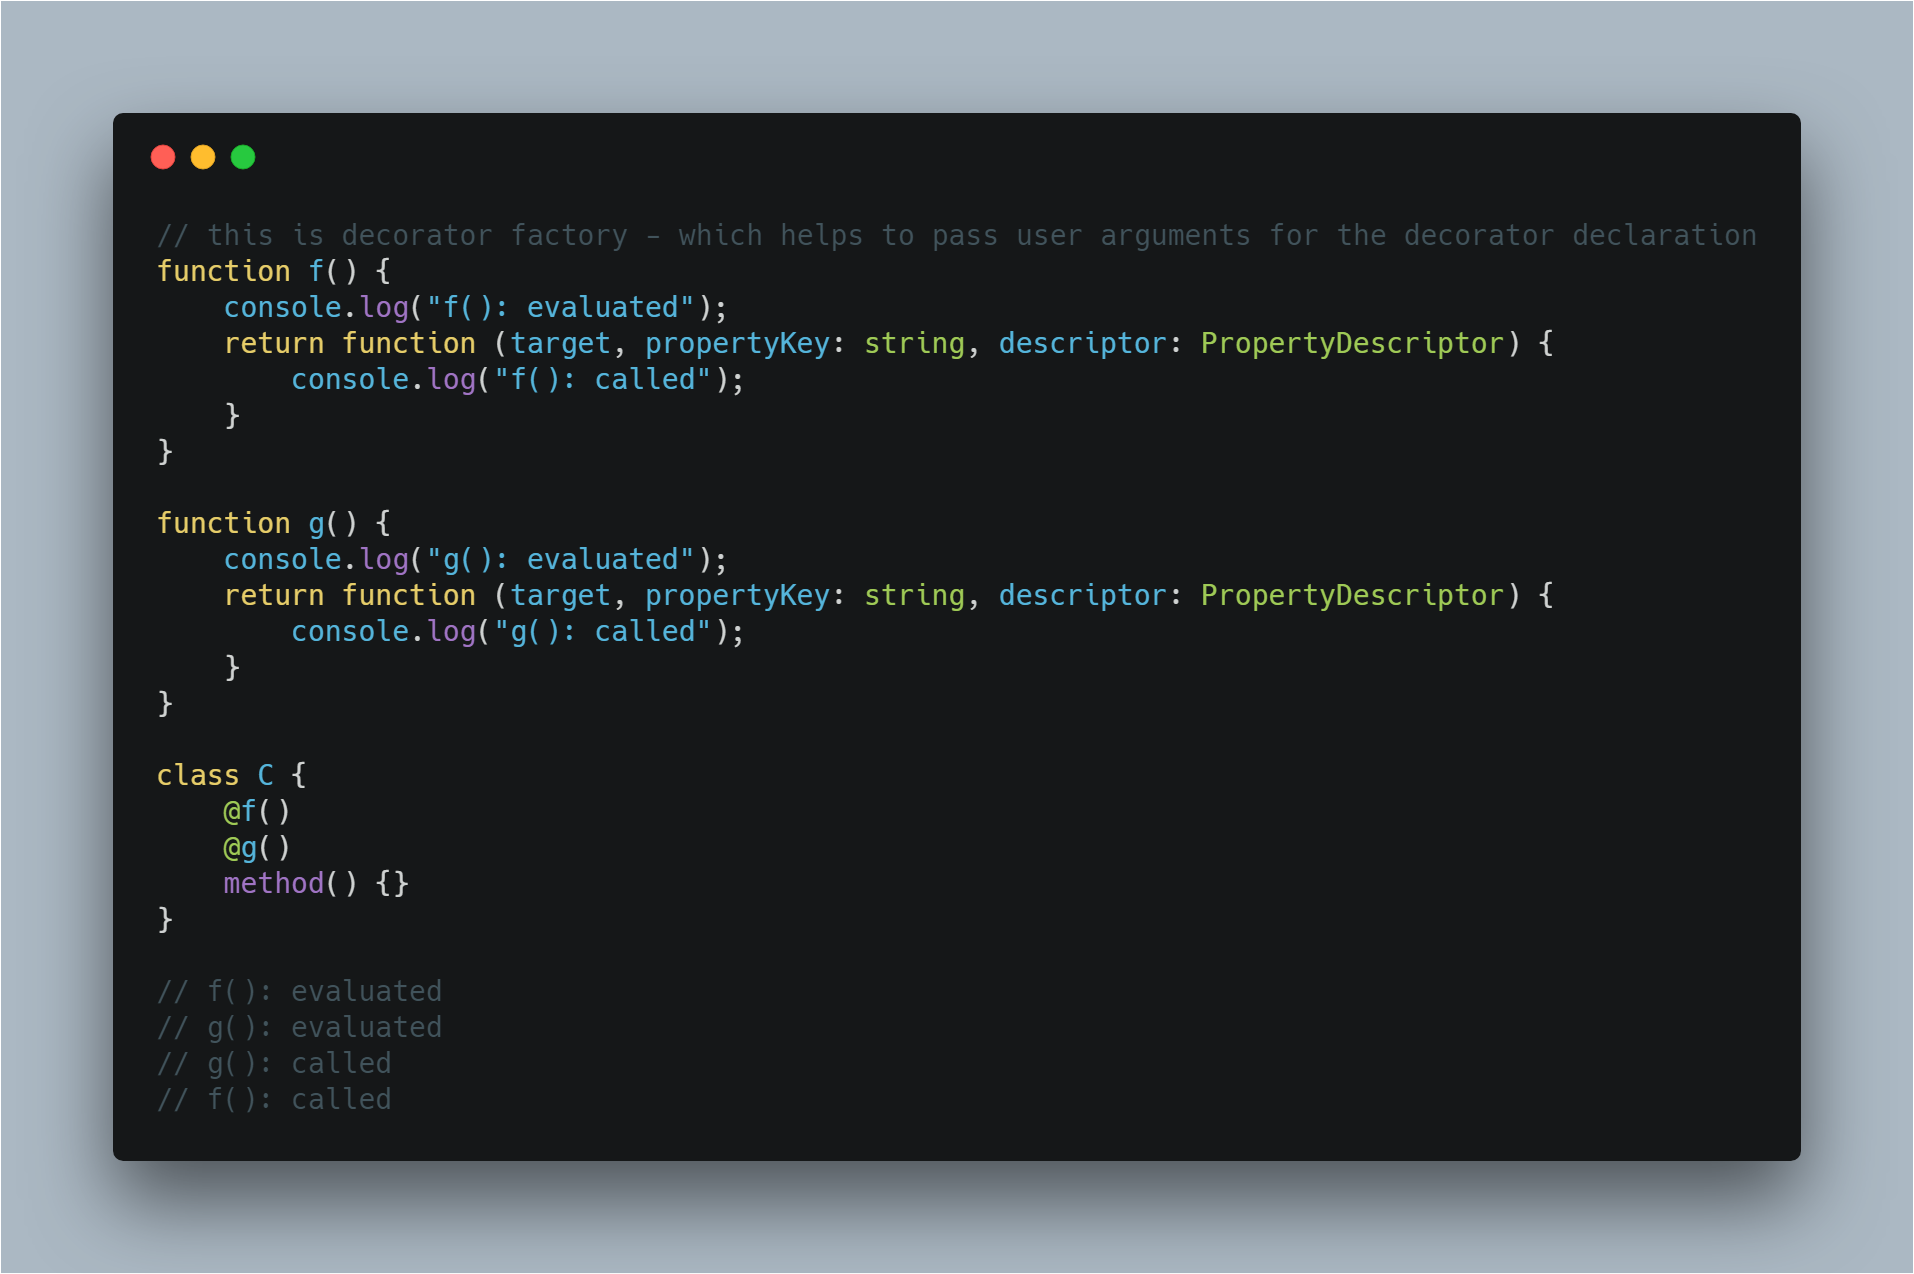 // this is decorator factory – which helps to pass user arguments for the decorator declaration
function f() {
    console.log("f(): evaluated");
    return function (target, propertyKey: string, descriptor: PropertyDescriptor) {
        console.log("f(): called");
    }
}

function g() {
    console.log("g(): evaluated");
    return function (target, propertyKey: string, descriptor: PropertyDescriptor) {
        console.log("g(): called");
    }
}

class C {
    @f()
    @g()
    method() {}
}

// f(): evaluated
// g(): evaluated
// g(): called
// f(): called